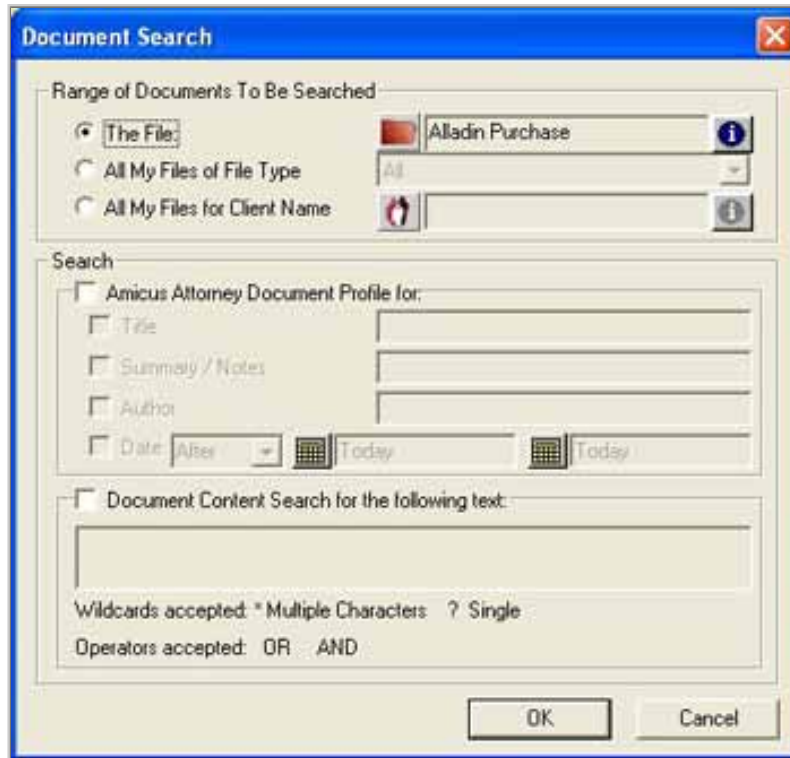 Document Search
Range of Documents To Be Searched
The File: Alladin Purchase
All My Files of File Type All
All My Files for Client Name
Search
Amicus Attorney Document Profile for:
Title
Summary / Notes
Author
Date After Today Today
Document Content Search for the following text:
Wildcards accepted: * Multiple Characters ? Single
Operators accepted: OR AND
OK Cancel